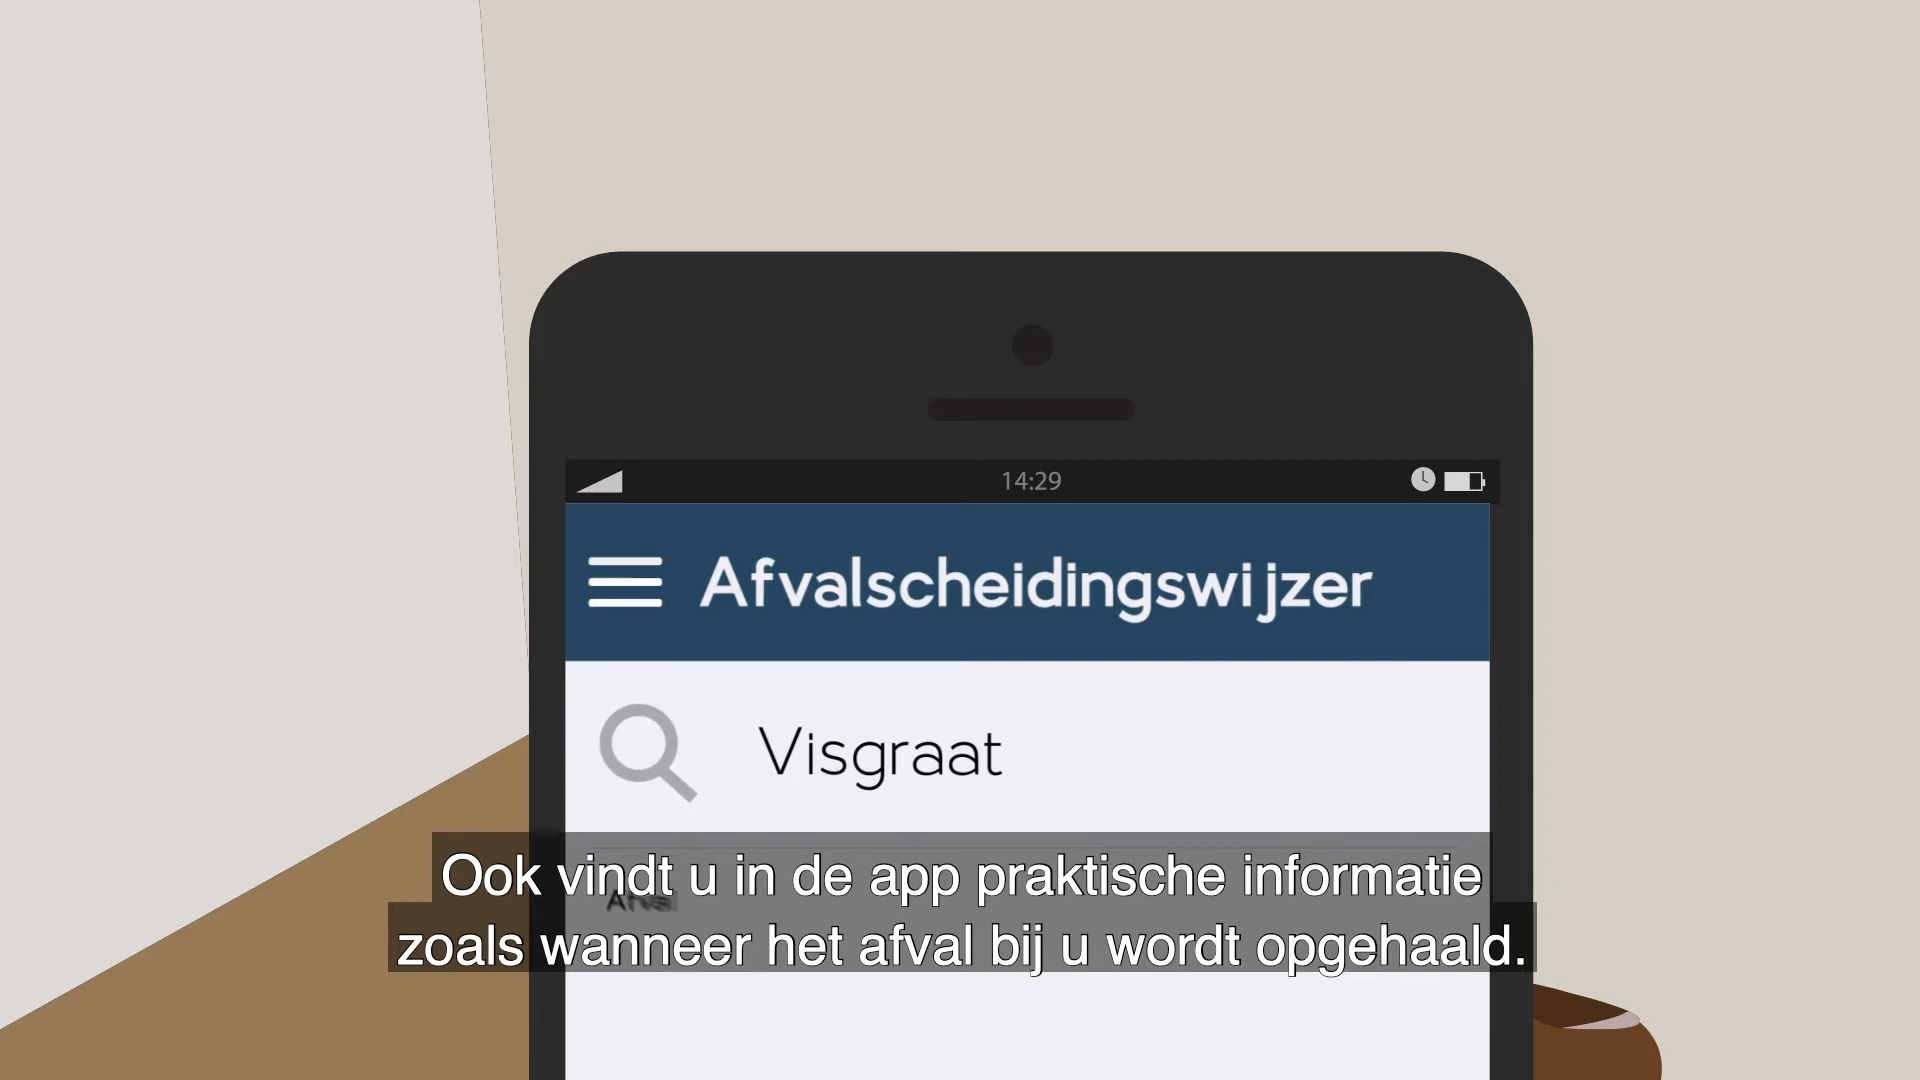 14:29
Afvalscheidingswijzer
Visgraat
Ook vindt u in de app praktische informatie
zoals wanneer het afval bij u wordt opgehaald.